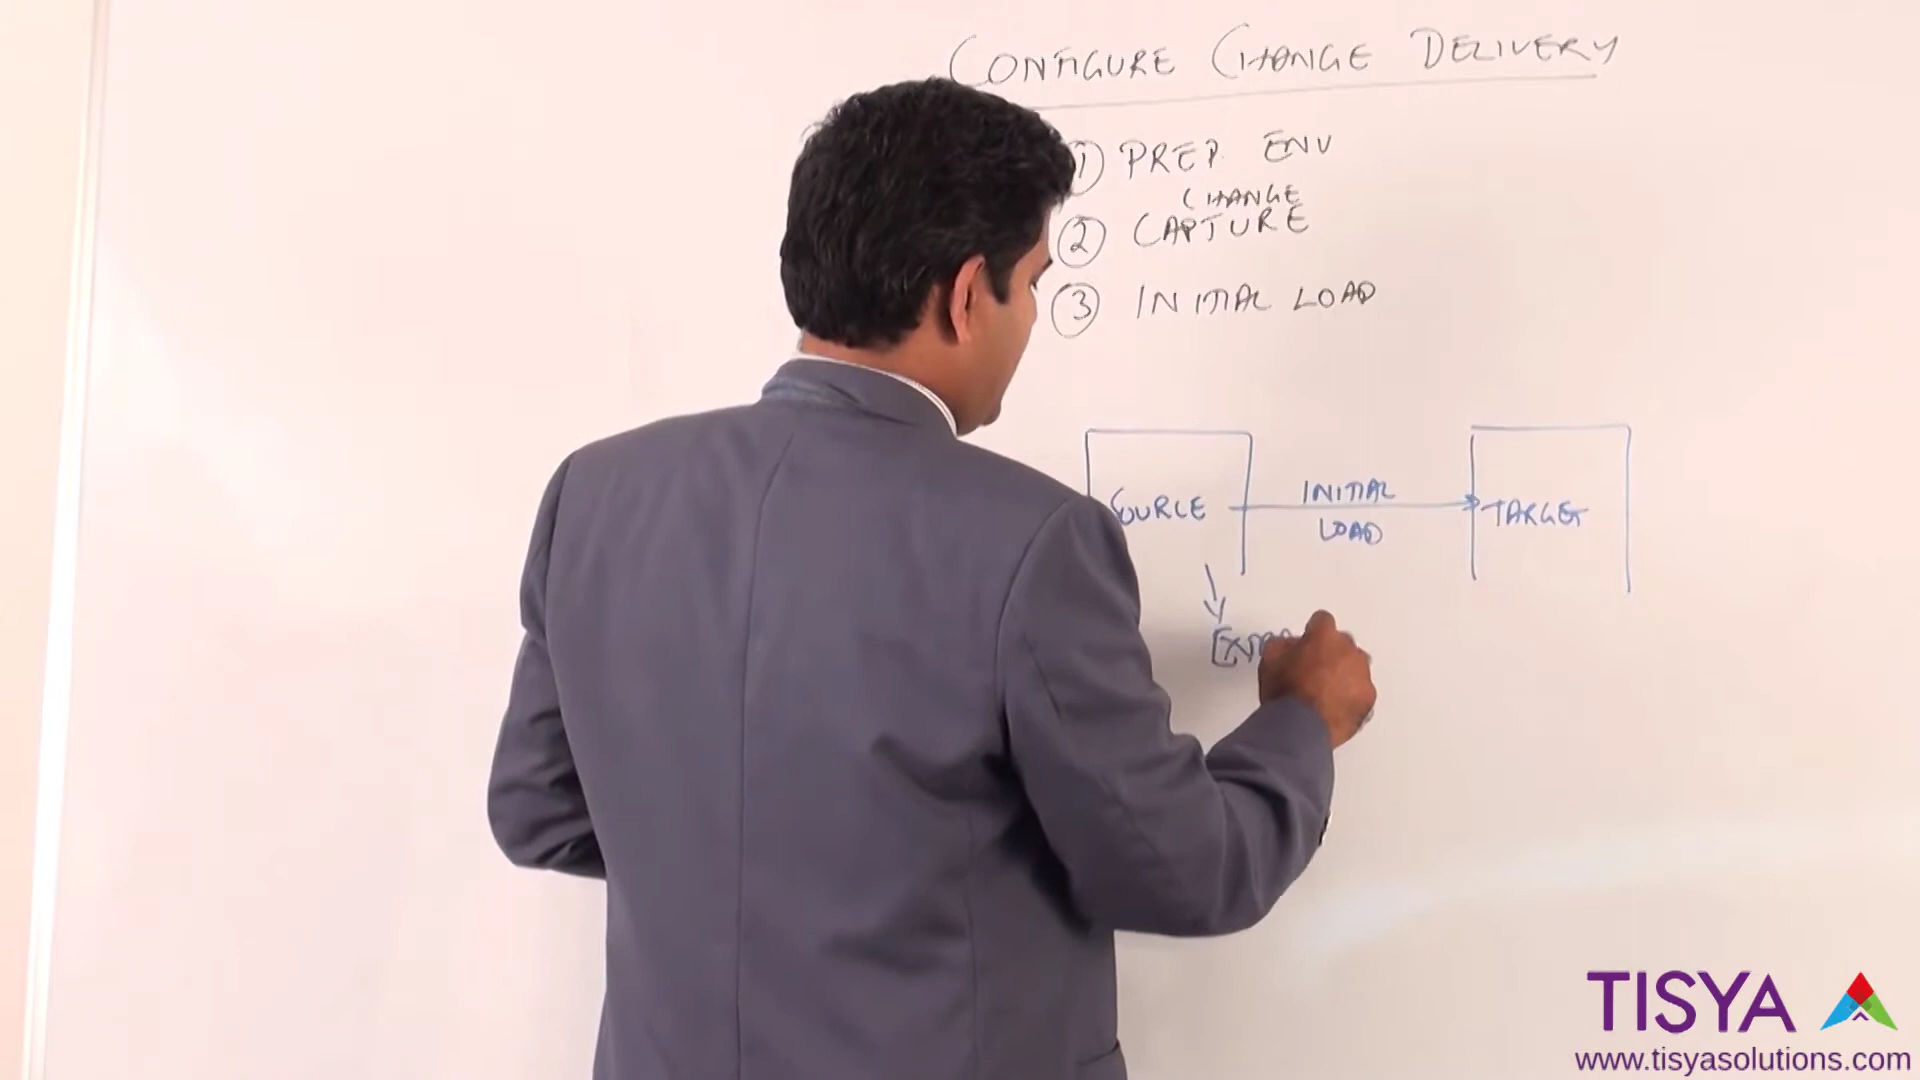 CONFIGURE CHANGE DELIVERY
1 PREP ENV
CHANGE
2 CAPTURE
3 INITIAL LOAD
SOURCE
INITIAL
LOAD
TARGET
TISYA
www.tisyasolutions.com